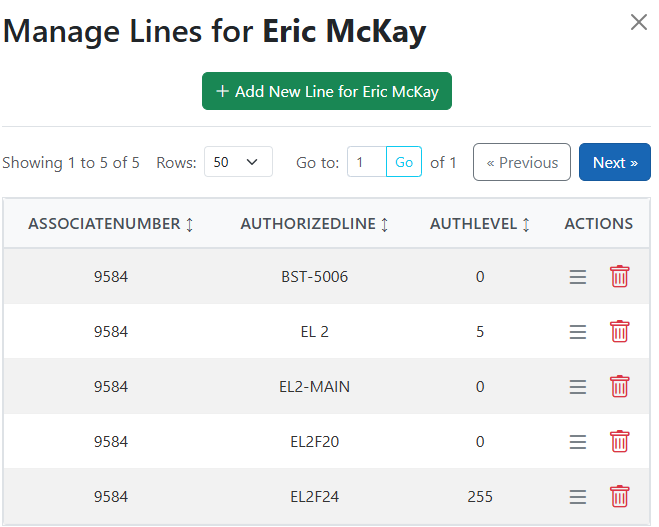 Manage Lines for Eric McKay
+ Add New Line for Eric McKay
Showing 1 to 5 of 5 Rows: 50 Go to: 1 Go of 1 « Previous Next »
ASSOCIATENUMBER AUTHORIZEDLINE AUTHLEVEL ACTIONS
9584 BST-5006 0
9584 EL 2 5
9584 EL2-MAIN 0
9584 EL2F20 0
9584 EL2F24 255